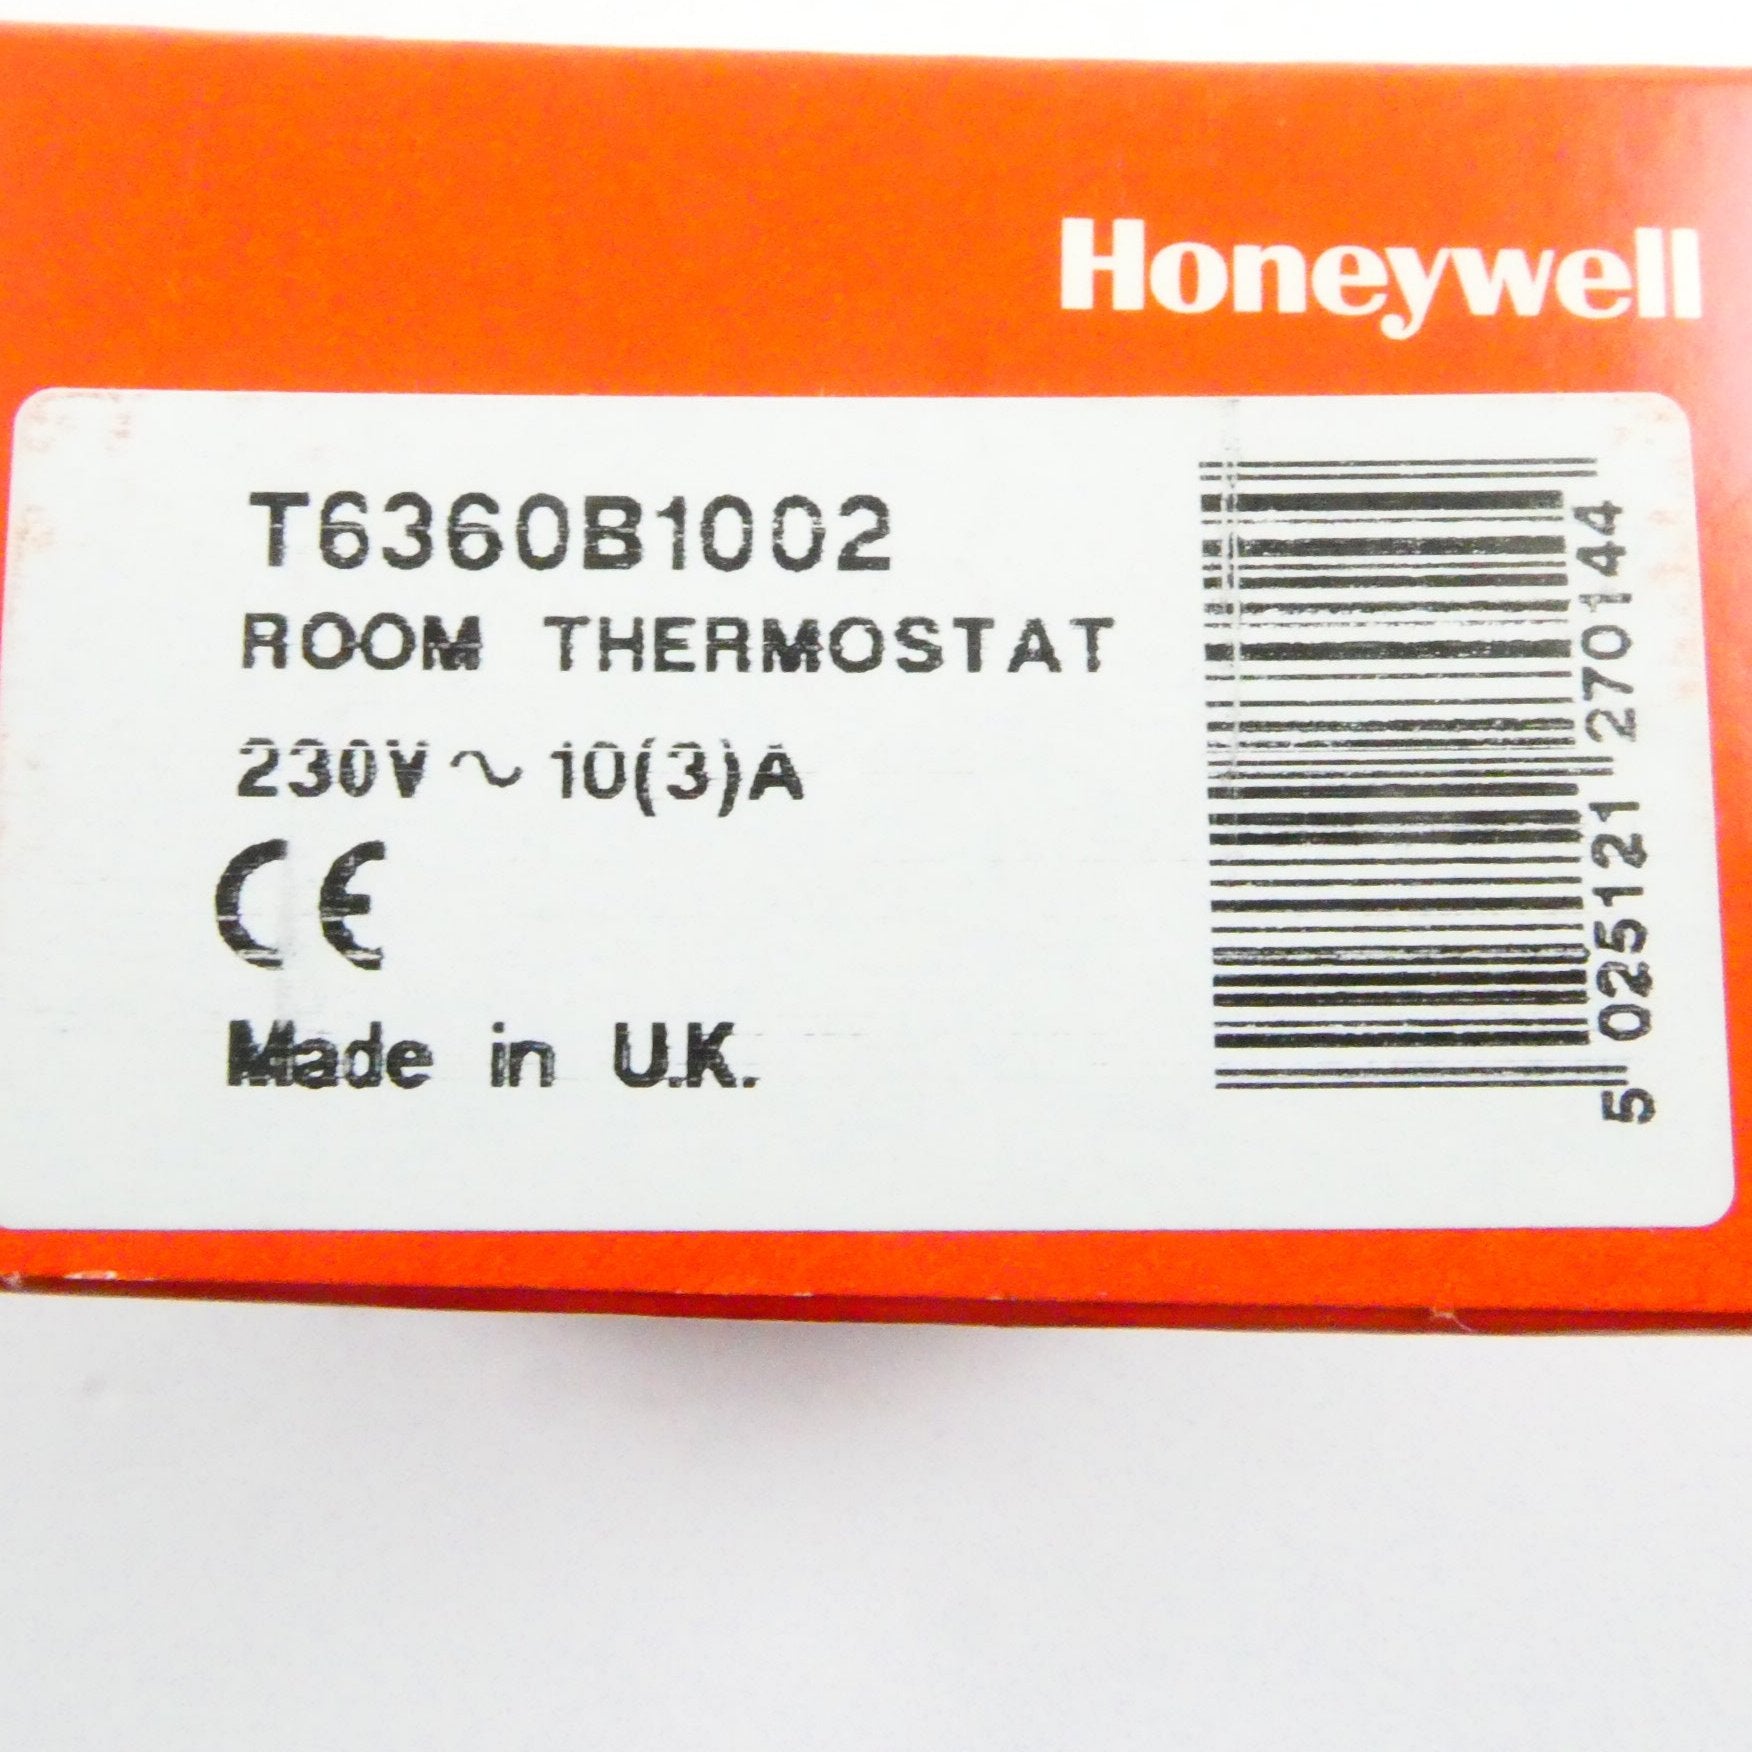 Honeywell
T6360B1002
ROOM THERMOSTAT
230V ~ 10(3)A
CE
Made in U.K.
5 025121 270144